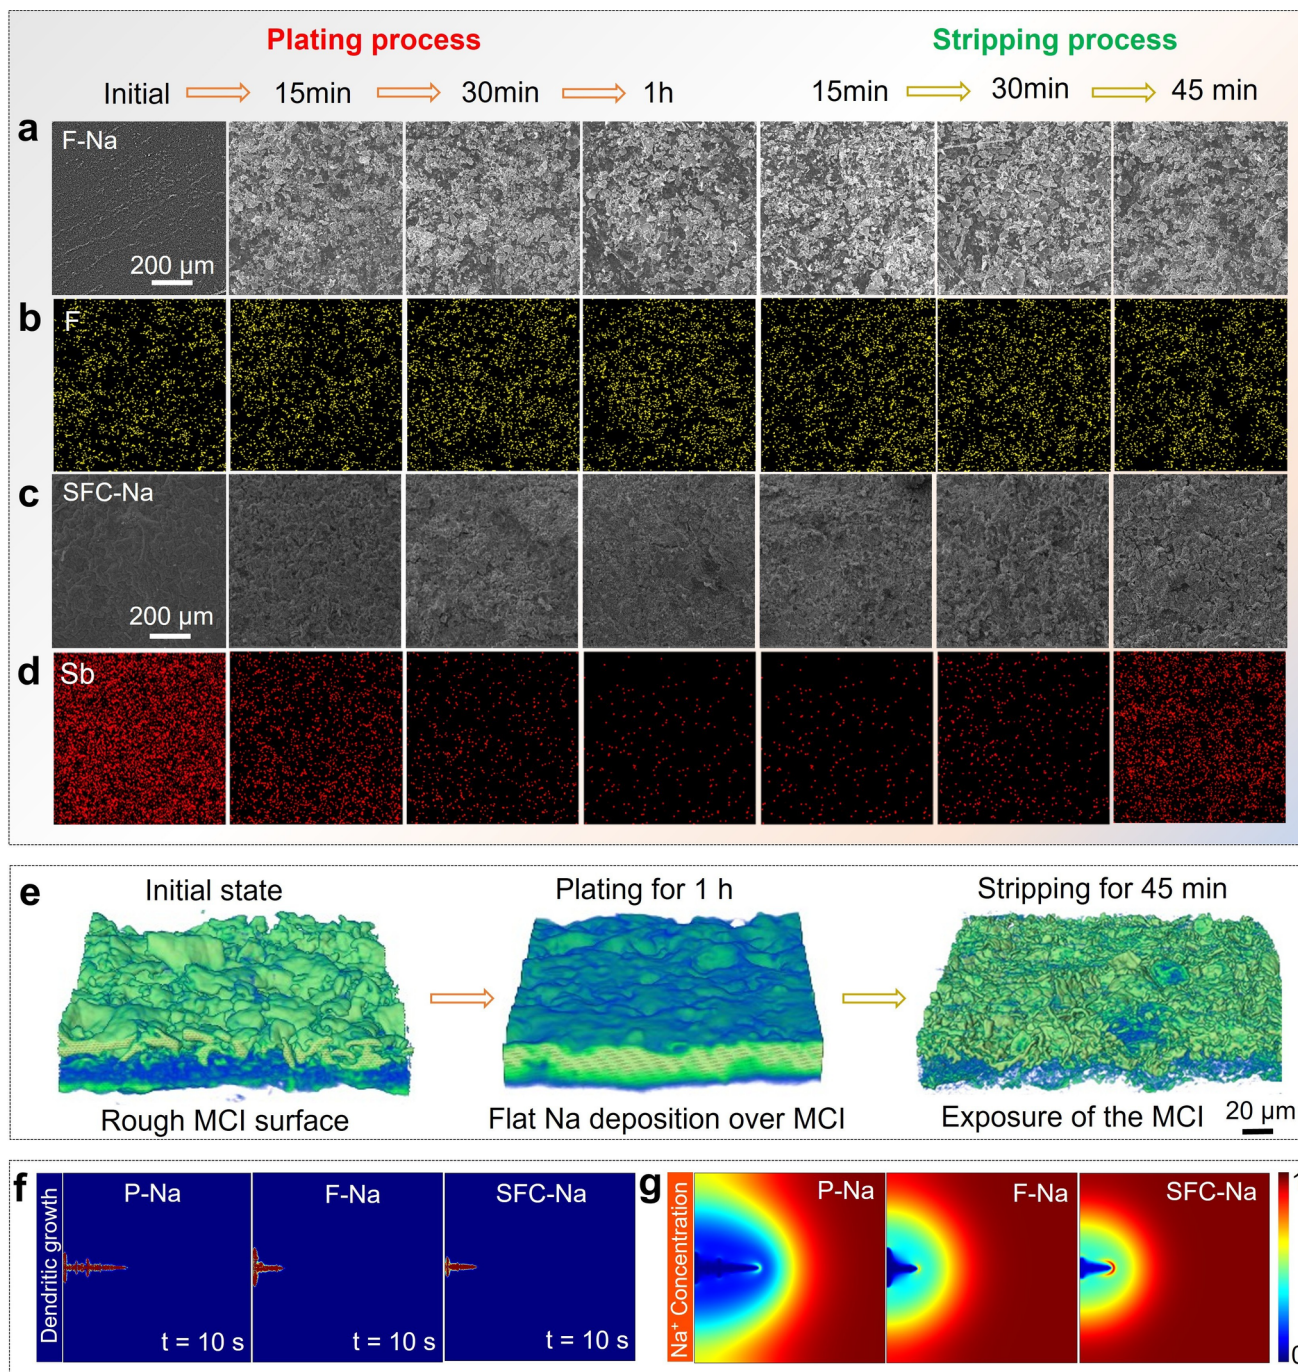 Plating process
Stripping process
Initial
15min
30min
1h
15min
30min
45 min
a
F-Na
200 μm
b
F
c
SFC-Na
200 μm
d
Sb
e
Initial state
Plating for 1 h
Stripping for 45 min
Rough MCI surface
Flat Na deposition over MCI
Exposure of the MCI
20 μm
f
Dendritic growth
P-Na
F-Na
SFC-Na
t = 10 s
t = 10 s
t = 10 s
g
Na⁺ Concentration
P-Na
F-Na
SFC-Na
1
0